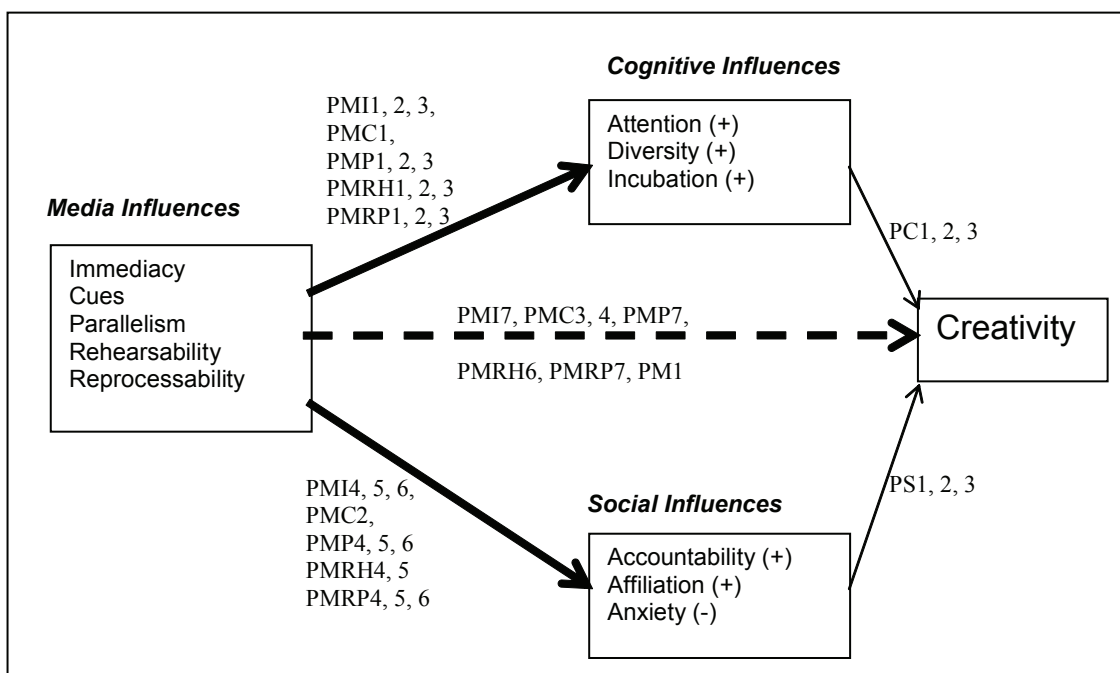 Cognitive Influences
PMI1, 2, 3,
PMC1,
PMP1, 2, 3
PMRH1, 2, 3
PMRP1, 2, 3
Attention (+)
Diversity (+)
Incubation (+)
Media Influences
PC1, 2, 3
Immediacy
Cues
Parallelism
Rehearsability
Reprocessability
PMI7, PMC3, 4, PMP7,
PMRH6, PMRP7, PM1
Creativity
PMI4, 5, 6,
PMC2,
PMP4, 5, 6
PMRH4, 5
PMRP4, 5, 6
Social Influences
PS1, 2, 3
Accountability (+)
Affiliation (+)
Anxiety (-)